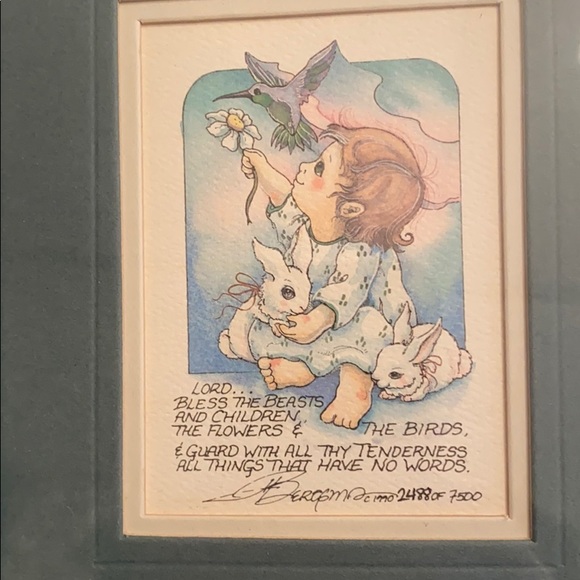 LORD...
BLESS THE BEASTS
AND CHILDREN,
THE FLOWERS & THE BIRDS,
& GUARD WITH ALL THY TENDERNESS
ALL THINGS THAT HAVE NO WORDS.
BERGSMA C 1990 2488 OF 7500